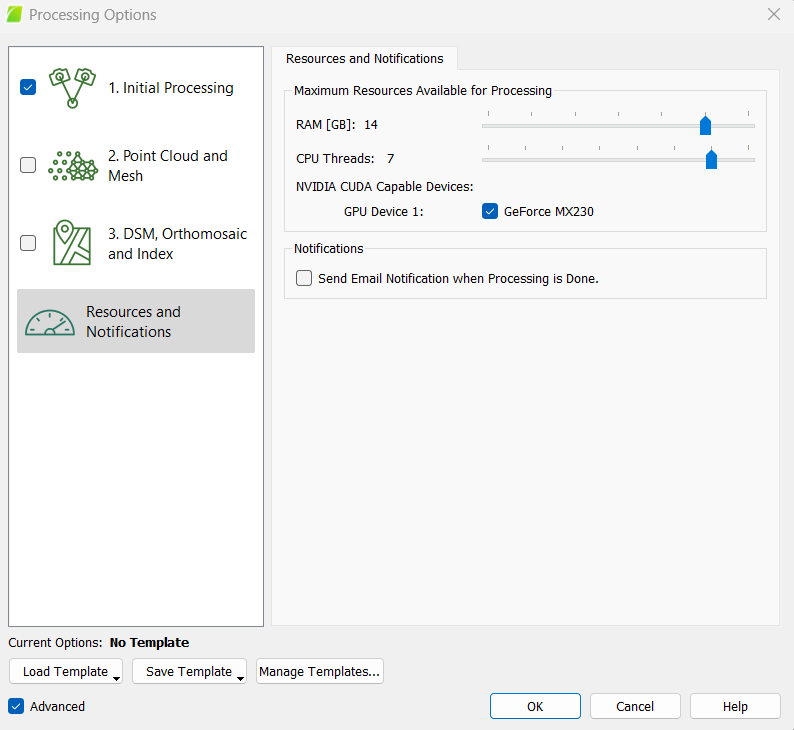 Processing Options
1. Initial Processing
2. Point Cloud and
Mesh
3. DSM, Orthomosaic
and Index
Resources and
Notifications
Resources and Notifications
Maximum Resources Available for Processing
RAM [GB]: 14
CPU Threads: 7
NVIDIA CUDA Capable Devices:
GPU Device 1: GeForce MX230
Notifications
Send Email Notification when Processing is Done.
Current Options: No Template
Load Template Save Template Manage Templates...
Advanced
OK Cancel Help